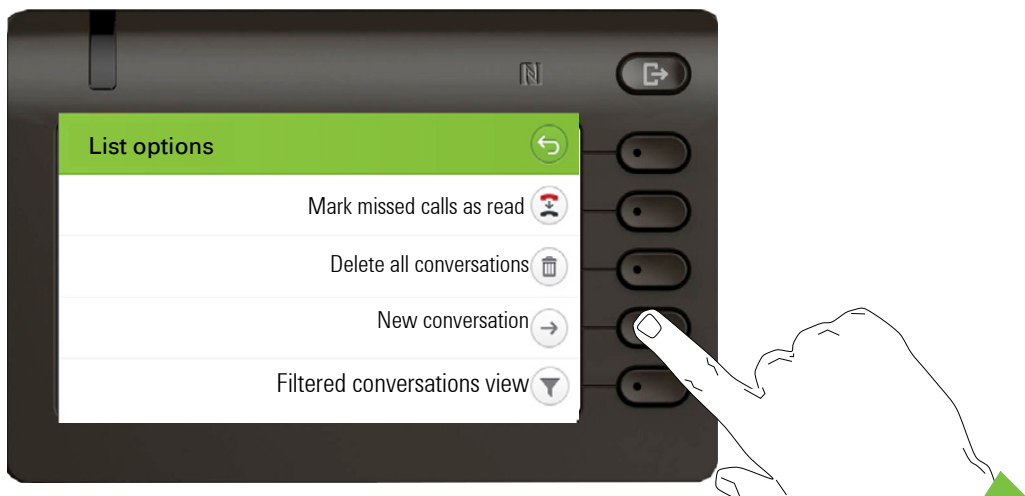 List options
Mark missed calls as read
Delete all conversations
New conversation
Filtered conversations view